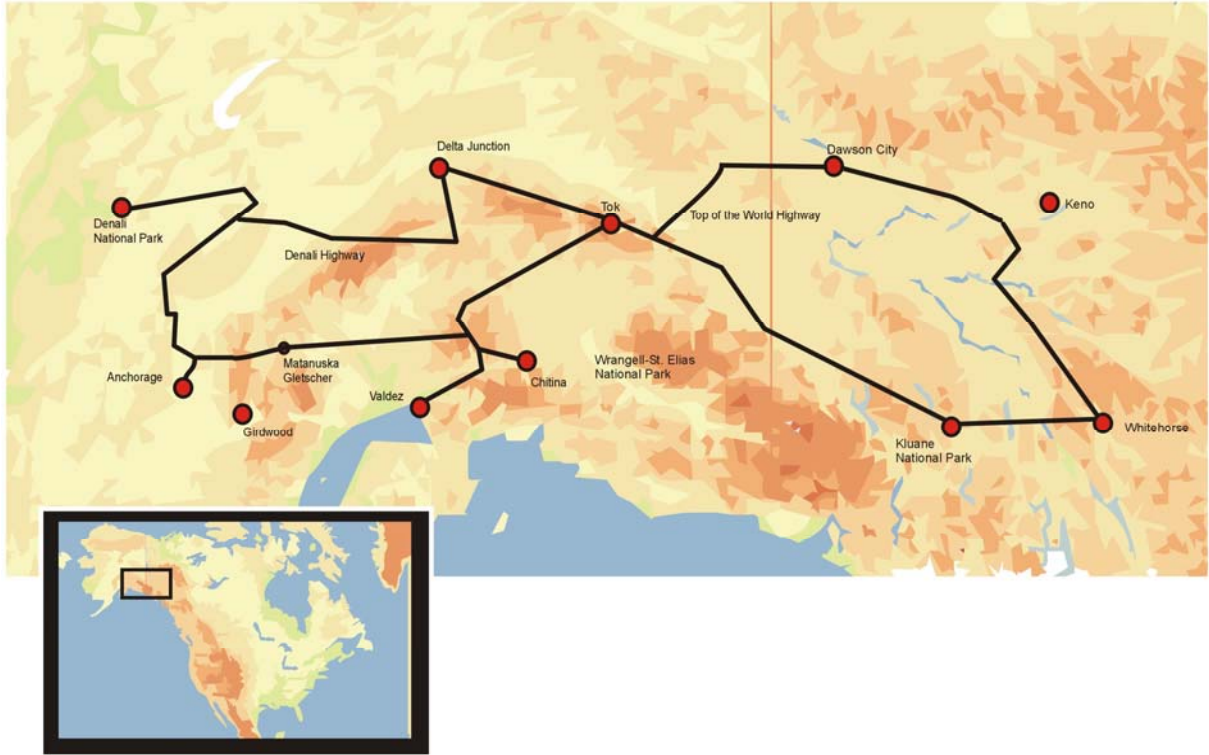 Delta Junction
Dawson City
Denali
National Park
Tok
Keno
Top of the World Highway
Denali Highway
Matanuska
Gletscher
Wrangell-St. Elias
National Park
Anchorage
Chitina
Valdez
Girdwood
Kluane
National Park
Whitehorse